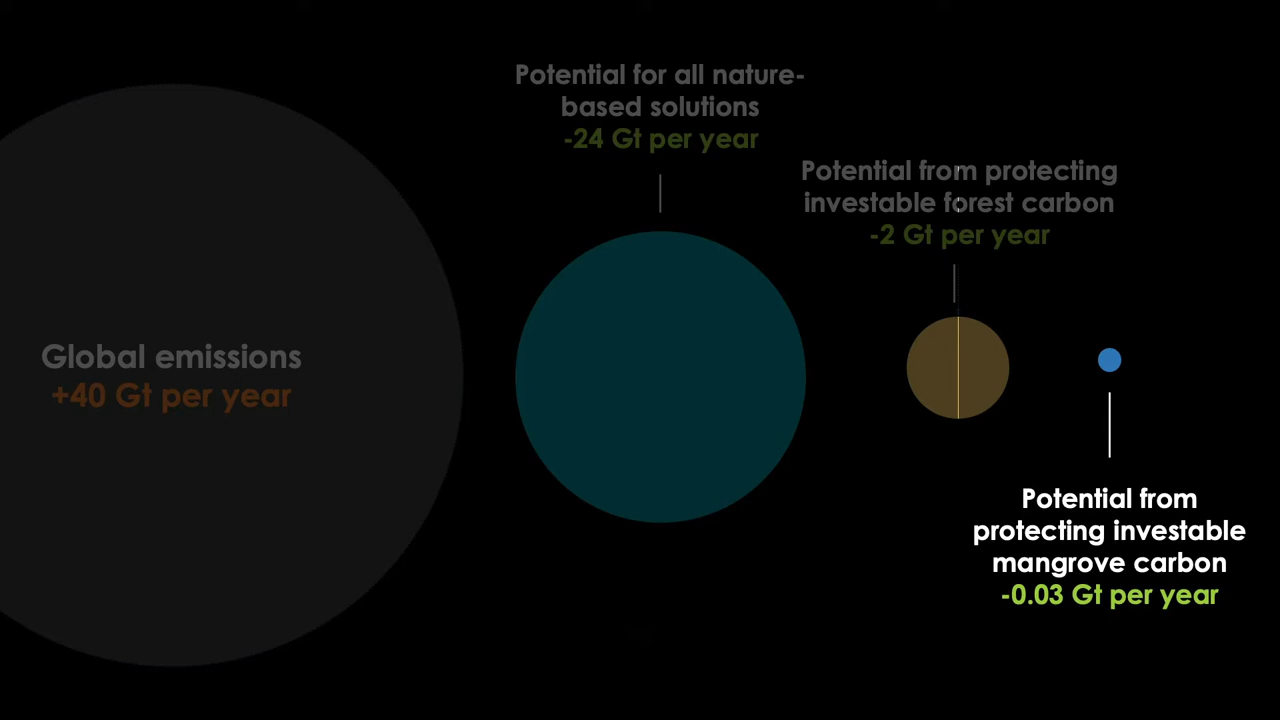 Potential for all nature-
based solutions
-24 Gt per year
Potential from protecting
investable forest carbon
-2 Gt per year
Global emissions
+40 Gt per year
Potential from
protecting investable
mangrove carbon
-0.03 Gt per year